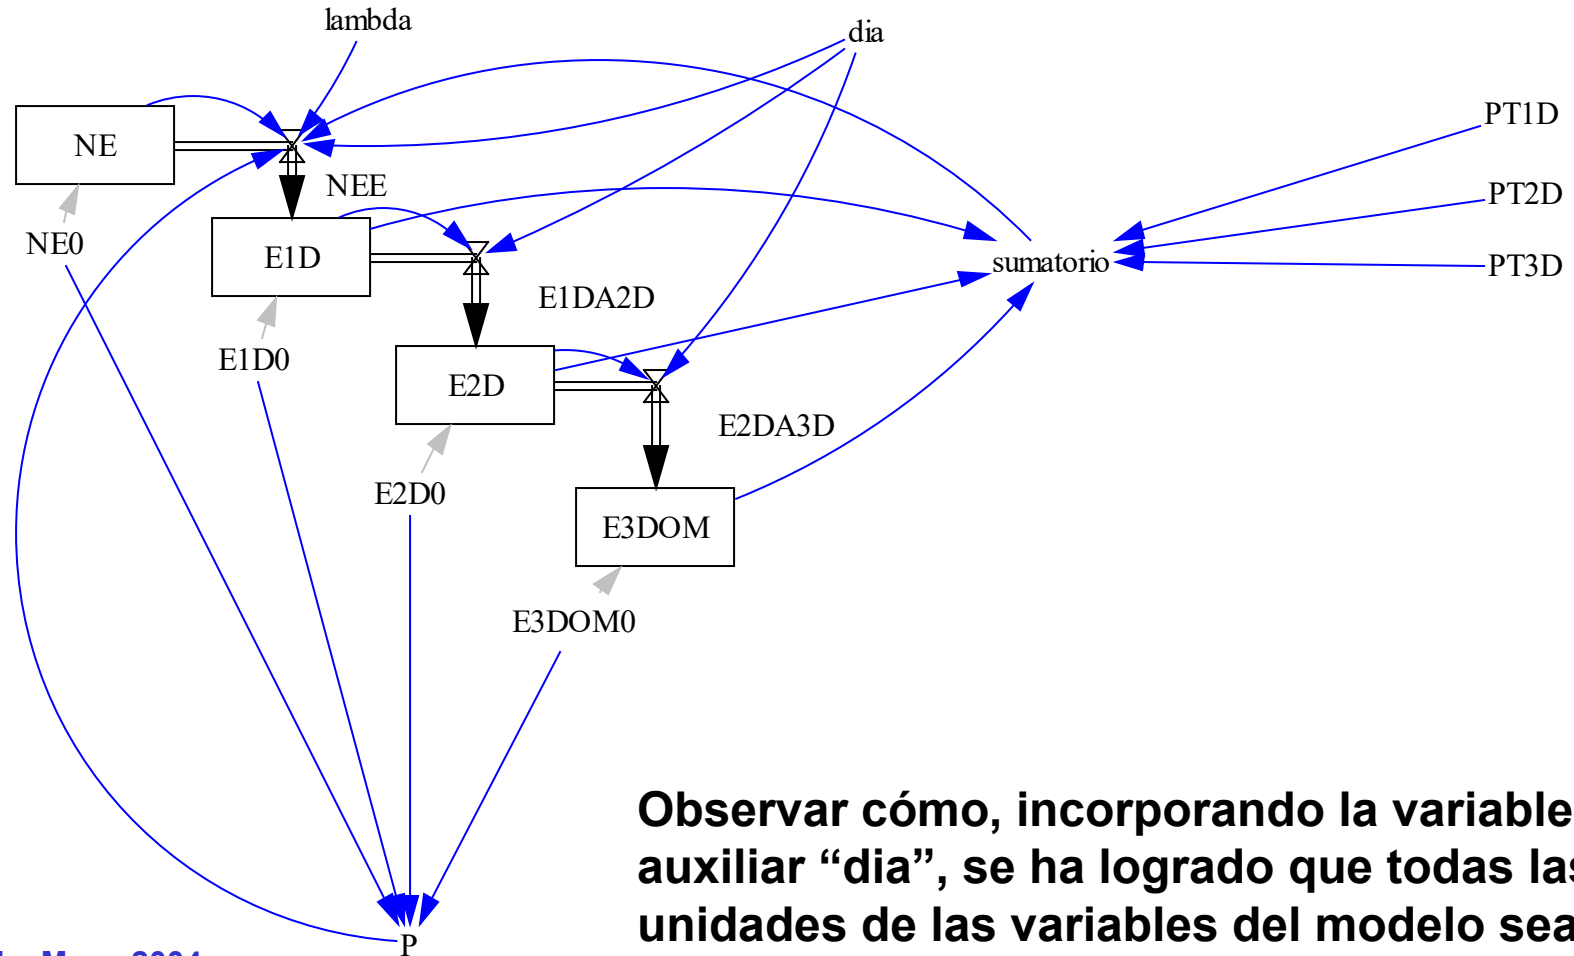 lambda
dia
PT1D
NE
NEE
PT2D
NE0
E1D
sumatorio
PT3D
E1DA2D
E1D0
E2D
E2DA3D
E2D0
E3DOM
E3DOM0
Observar cómo, incorporando la variable
auxiliar “dia”, se ha logrado que todas las
unidades de las variables del modelo sea
P